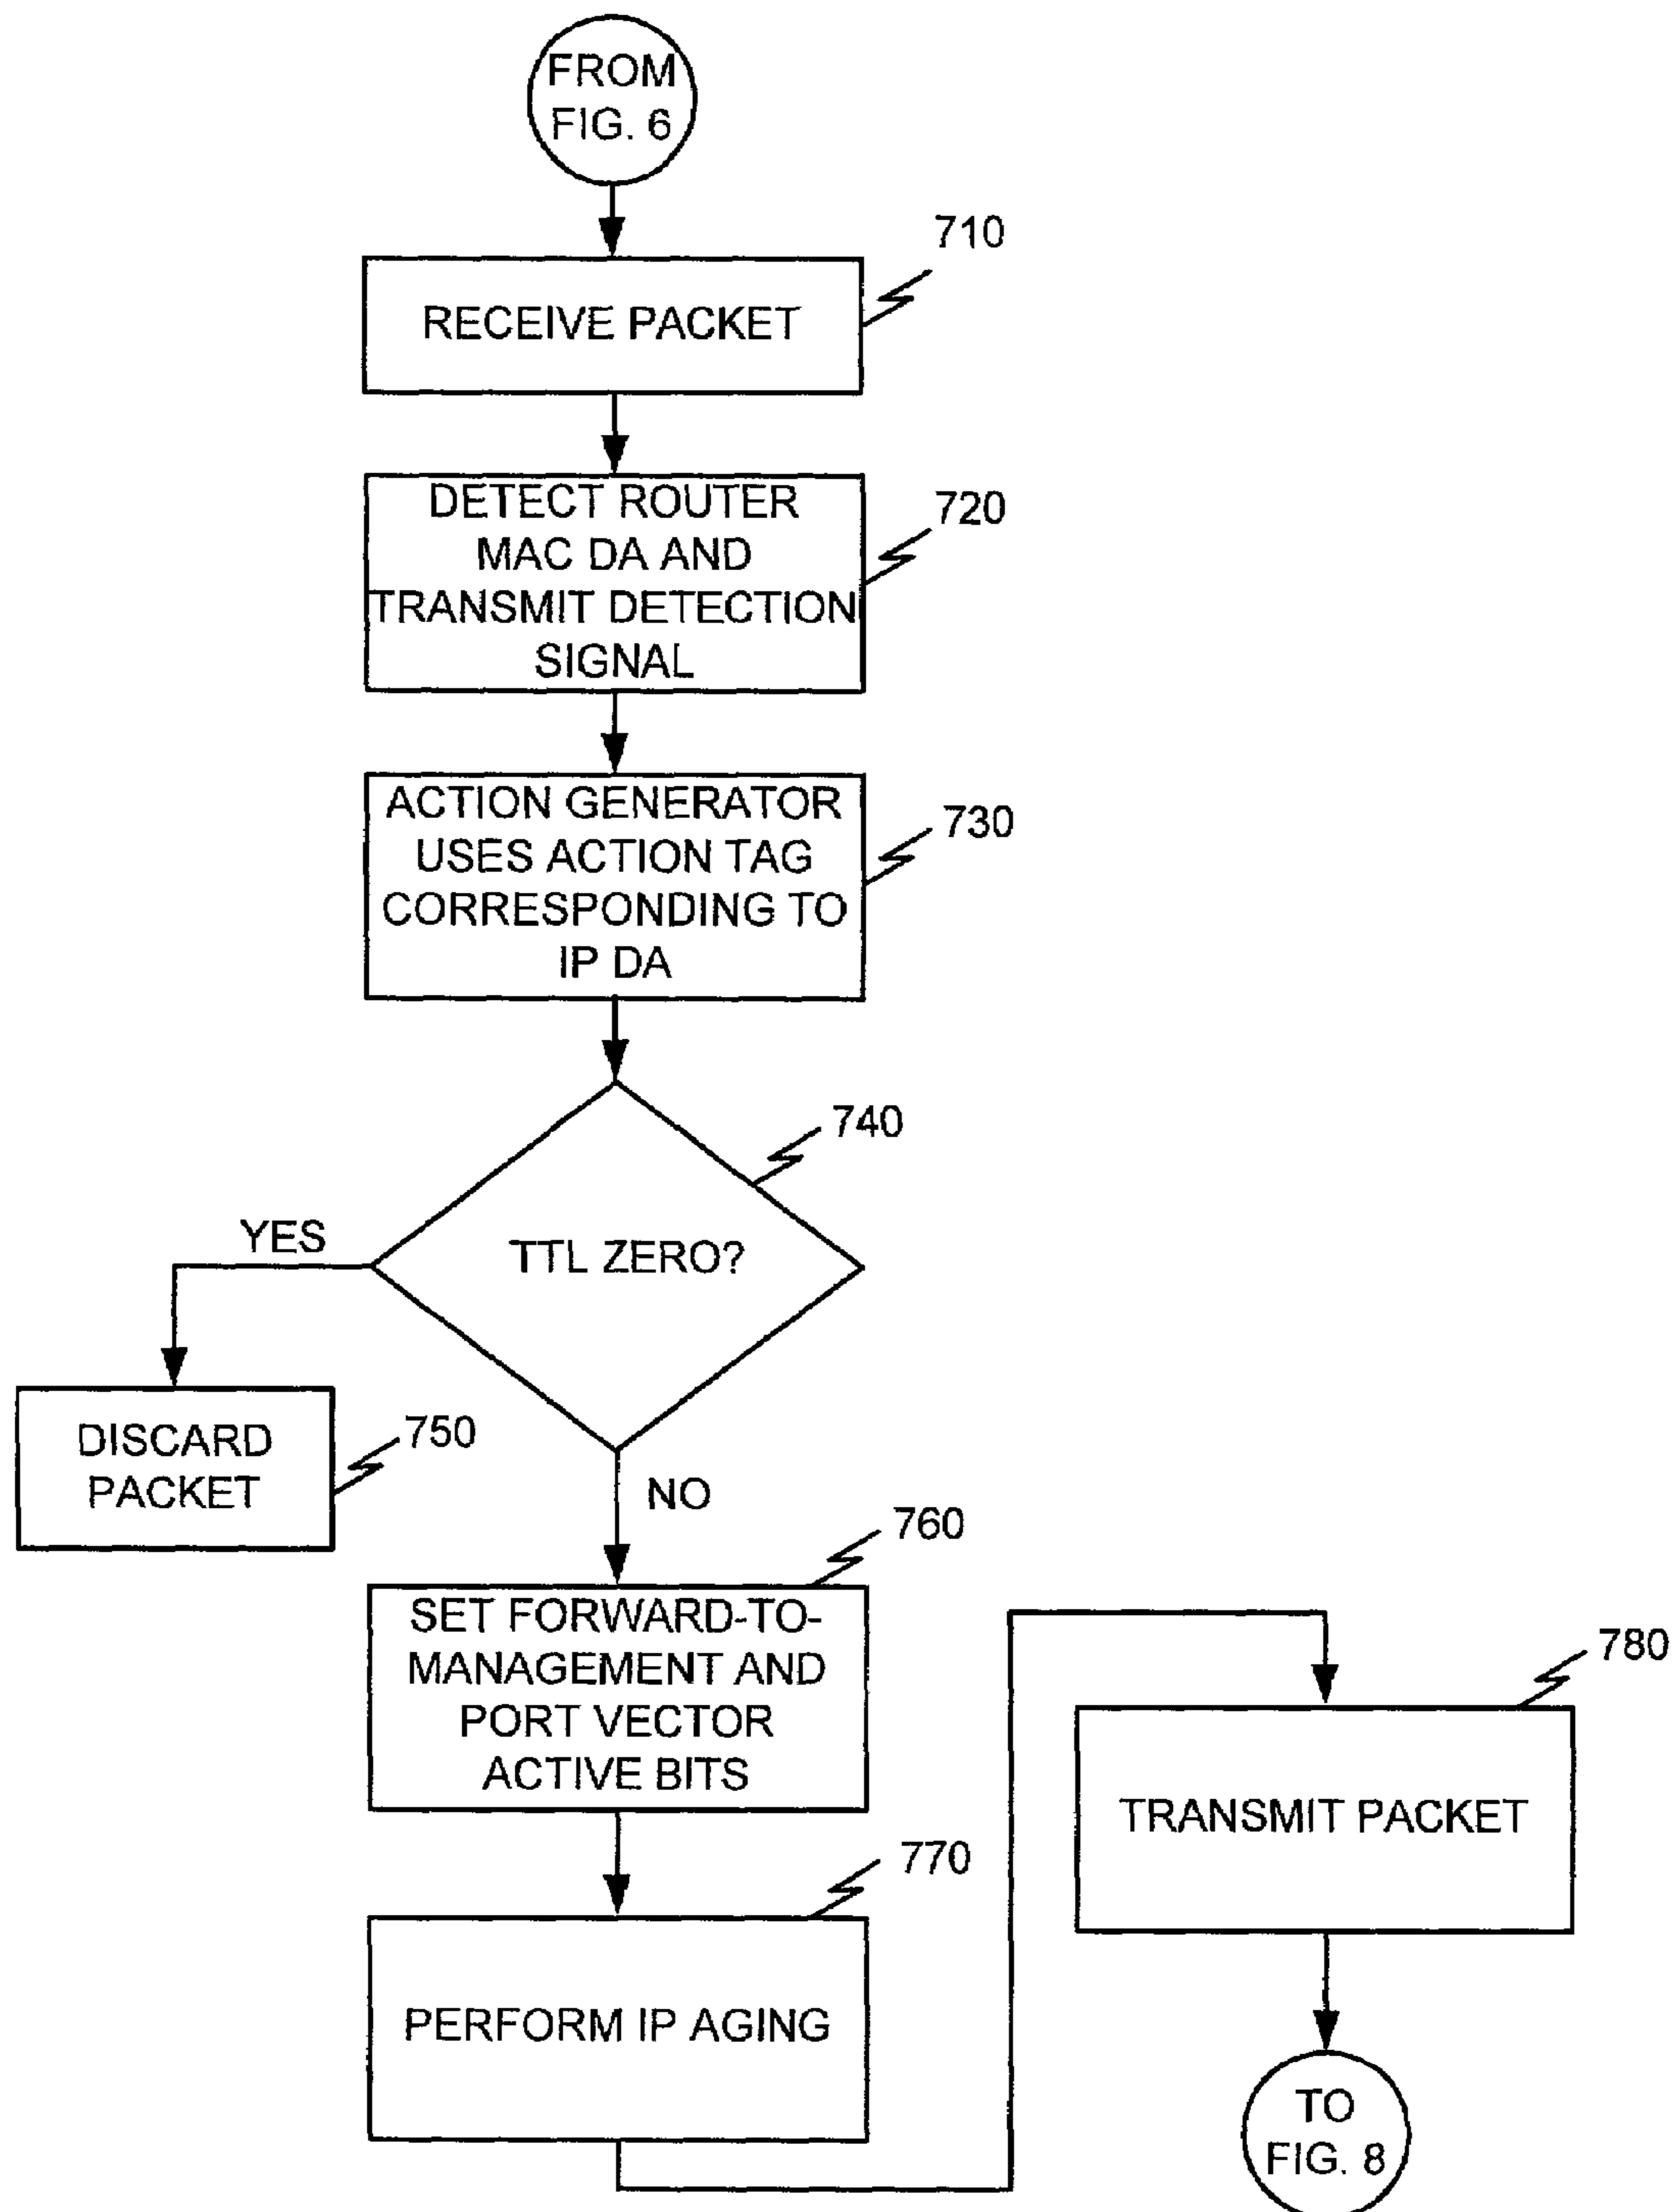 FROM
FIG. 6
710
RECEIVE PACKET
720
DETECT ROUTER
MAC DA AND
TRANSMIT DETECTION
SIGNAL
730
ACTION GENERATOR
USES ACTION TAG
CORRESPONDING TO
IP DA
740
TTL ZERO?
YES
750
DISCARD
PACKET
NO
760
SET FORWARD-TO-
MANAGEMENT AND
PORT VECTOR
ACTIVE BITS
770
PERFORM IP AGING
780
TRANSMIT PACKET
TO
FIG. 8